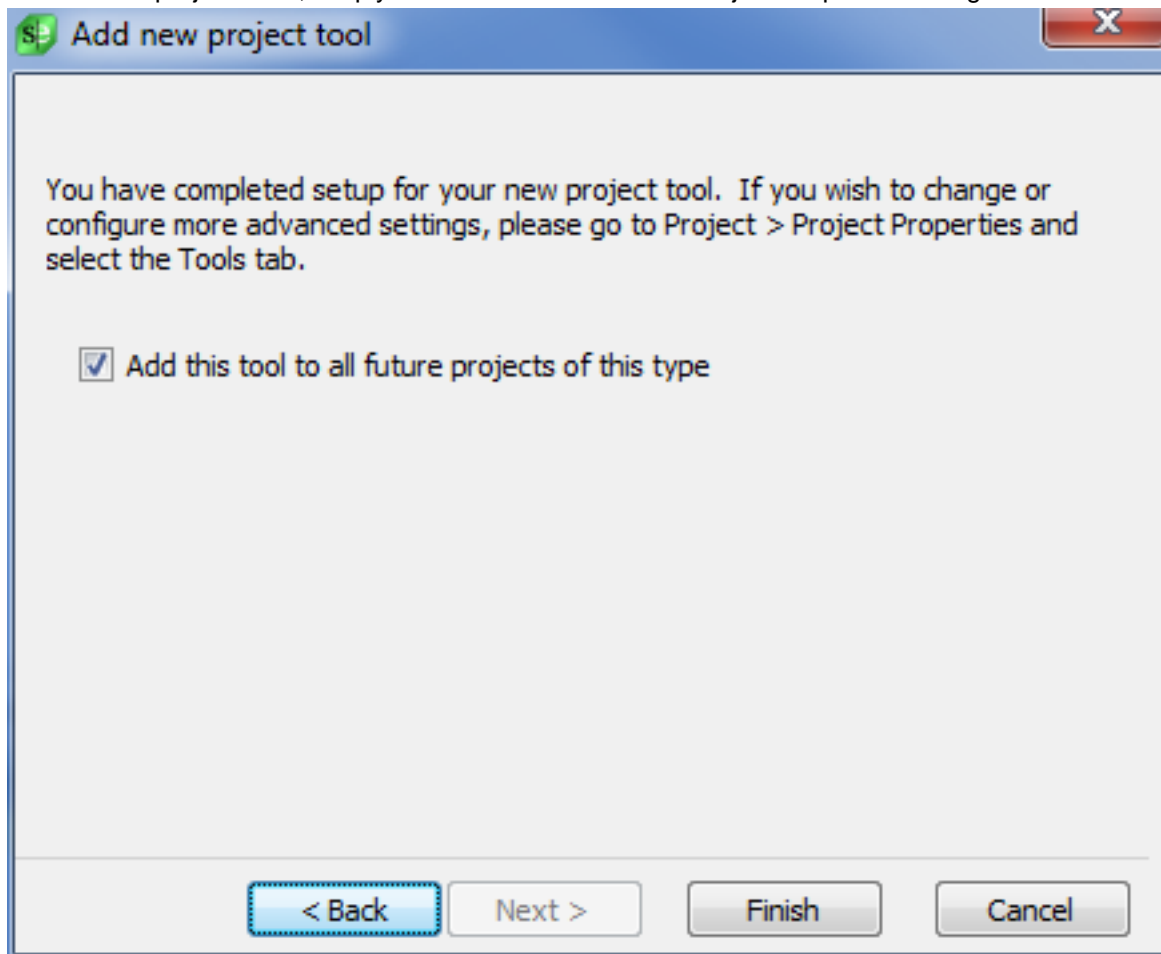 Add new project tool
You have completed setup for your new project tool. If you wish to change or
configure more advanced settings, please go to Project > Project Properties and
select the Tools tab.
Add this tool to all future projects of this type
< Back Next > Finish Cancel